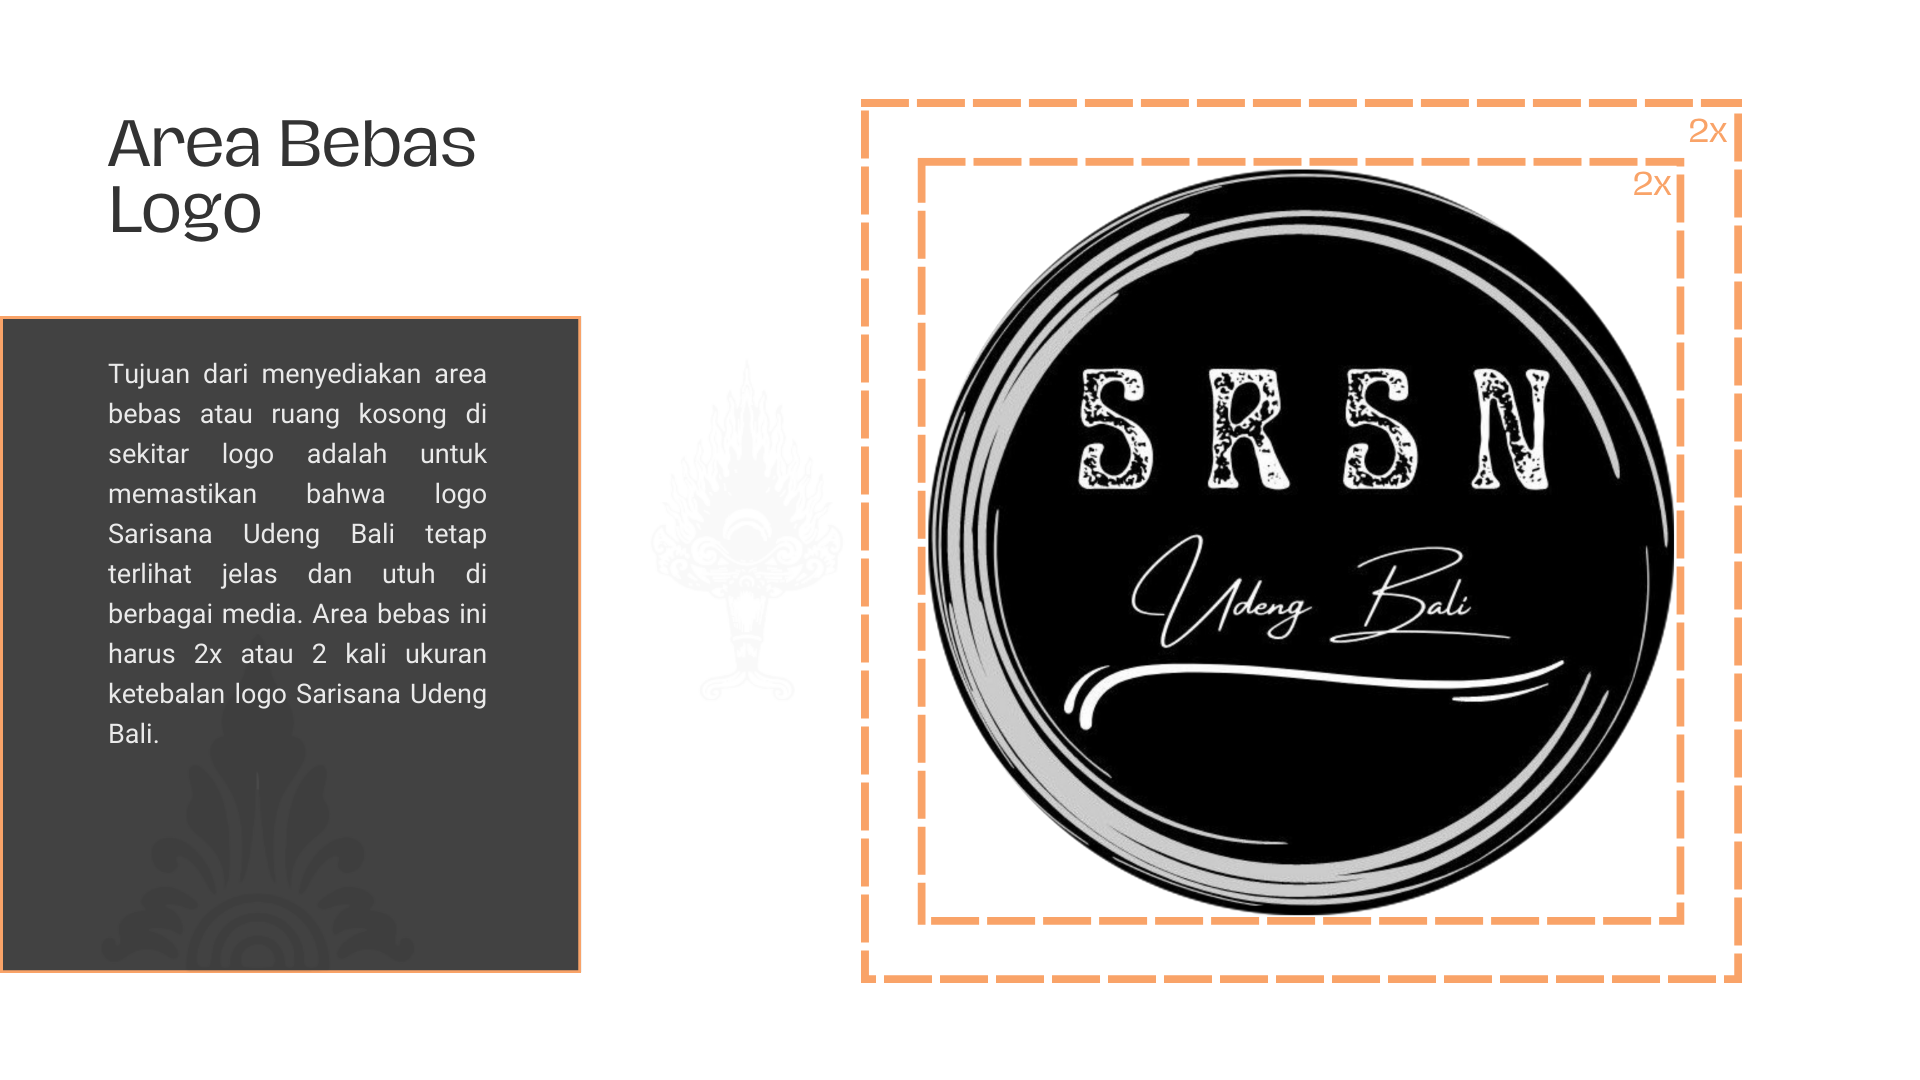 Area Bebas
Logo
Tujuan dari menyediakan area
bebas atau ruang kosong di
sekitar logo adalah untuk
memastikan bahwa logo
Sarisana Udeng Bali tetap
terlihat jelas dan utuh di
berbagai media. Area bebas ini
harus 2x atau 2 kali ukuran
ketebalan logo Sarisana Udeng
Bali.
2x
2x
SRSN
Udeng Bali